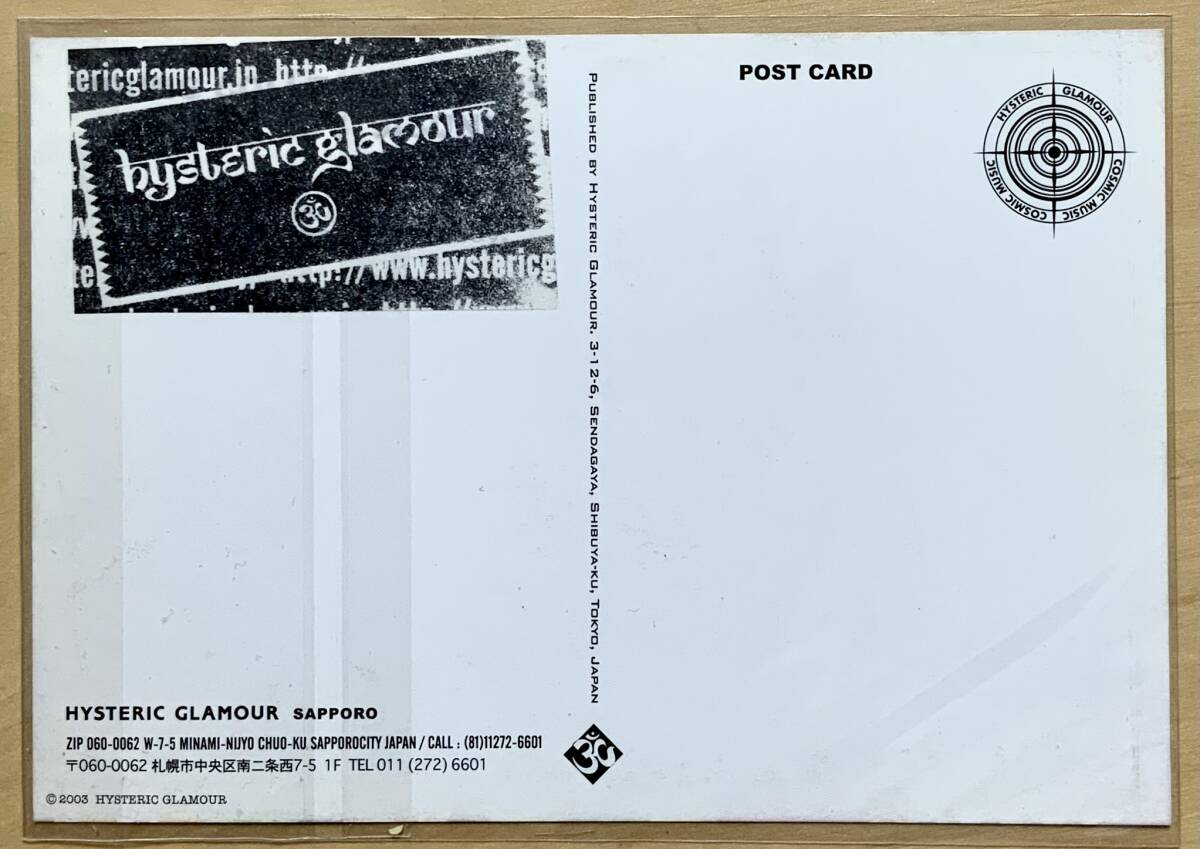 tericglamour.jp http://
hysteric glamour
ॐ
http://www.hystericg
POST CARD
HYSTERIC GLAMOUR
COSMIC MUSIC
COSMIC MUSIC
PUBLISHED BY HYSTERIC GLAMOUR. 3-12-6, SENDAGAYA, SHIBUYA-KU, TOKYO, JAPAN
ॐ
HYSTERIC GLAMOUR SAPPORO
ZIP 060-0062 W-7-5 MINAMI-NIJYO CHUO-KU SAPPOROCITY JAPAN / CALL : (81)11272-6601
〒060-0062 札幌市中央区南二条西7-5 1F TEL 011 (272) 6601
©2003 HYSTERIC GLAMOUR